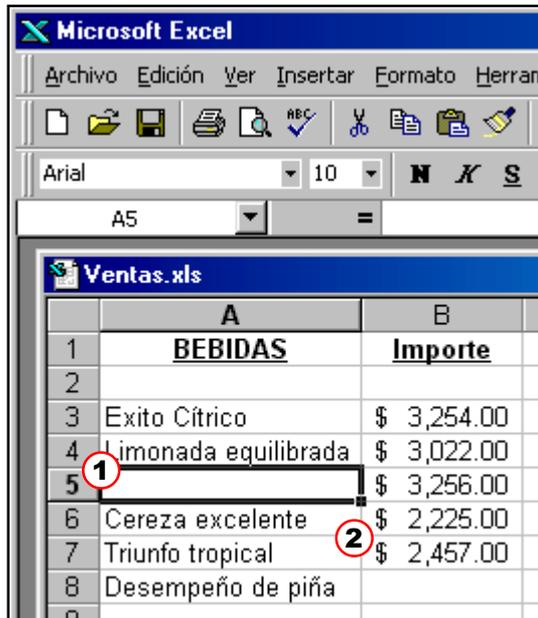 Microsoft Excel
Archivo Edición Ver Insertar Formato Herram
ABC
Arial 10 N K S
A5 =
Ventas.xls
A B
1 BEBIDAS Importe
2
3 Exito Cítrico $ 3,254.00
4 Limonada equilibrada $ 3,022.00
1
5 $ 3,256.00
6 Cereza excelente $ 2,225.00
2
7 Triunfo tropical $ 2,457.00
8 Desempeño de piña